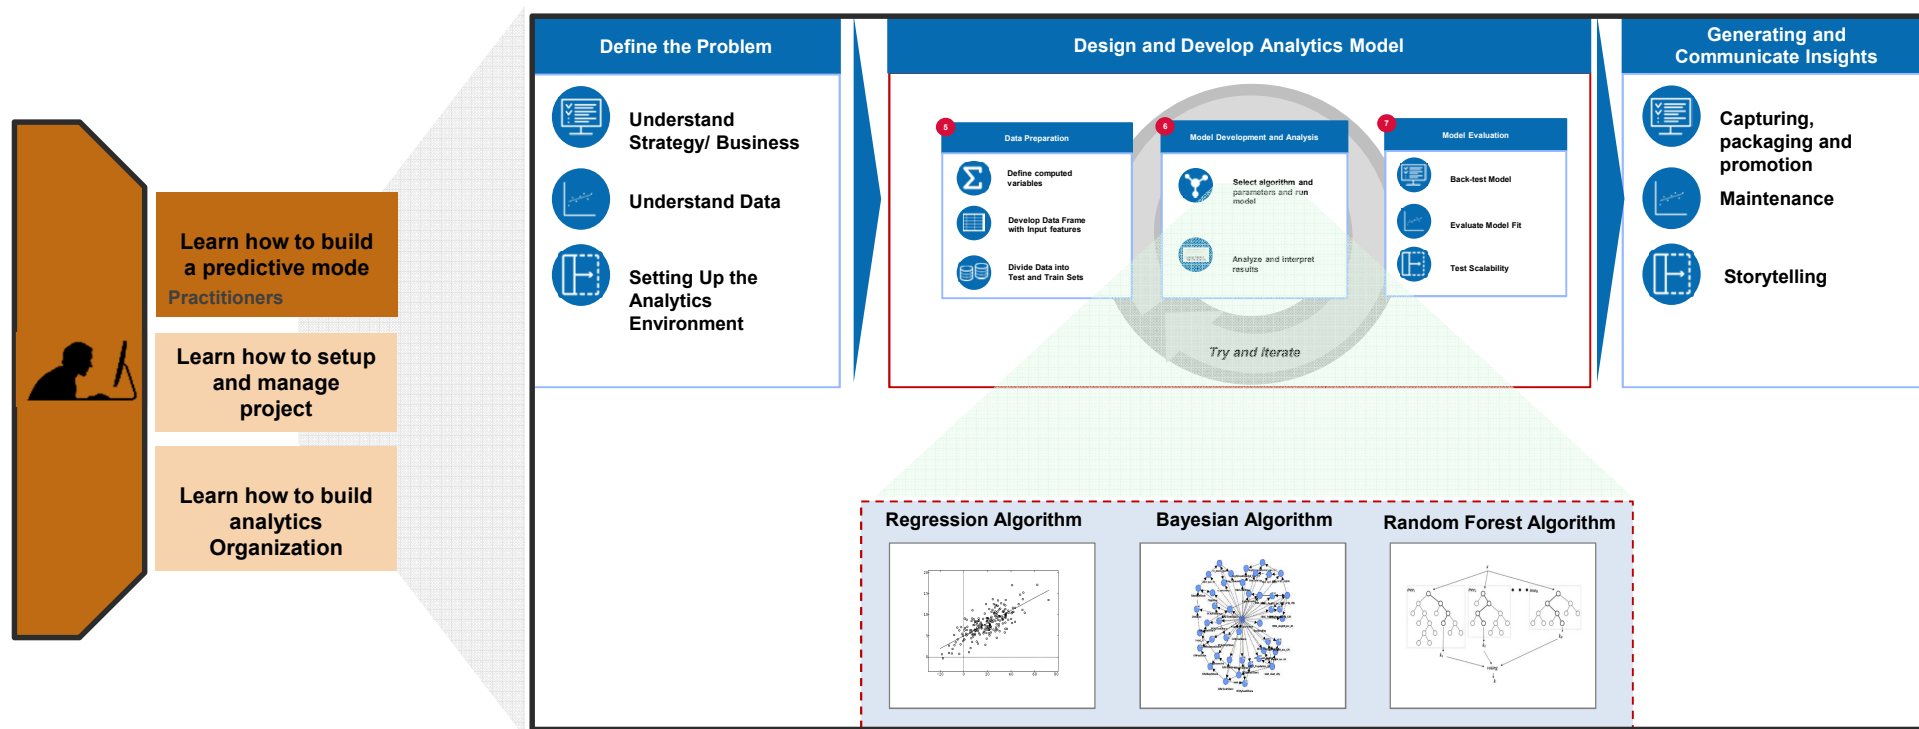 Learn how to build
a predictive mode
Practitioners
Learn how to setup
and manage
project
Learn how to build
analytics
Organization
Define the Problem
Understand
Strategy/ Business
Understand Data
Setting Up the
Analytics
Environment
Design and Develop Analytics Model
5
Data Preparation
Define computed
variables
Develop Data Frame
with Input features
Divide Data into
Test and Train Sets
6
Model Development and Analysis
Select algorithm and
parameters and run
model
Analyze and interpret
results
7
Model Evaluation
Back-test Model
Evaluate Model Fit
Test Scalability
Try and iterate
Generating and
Communicate Insights
Capturing,
packaging and
promotion
Maintenance
Storytelling
Regression Algorithm
Bayesian Algorithm
Random Forest Algorithm